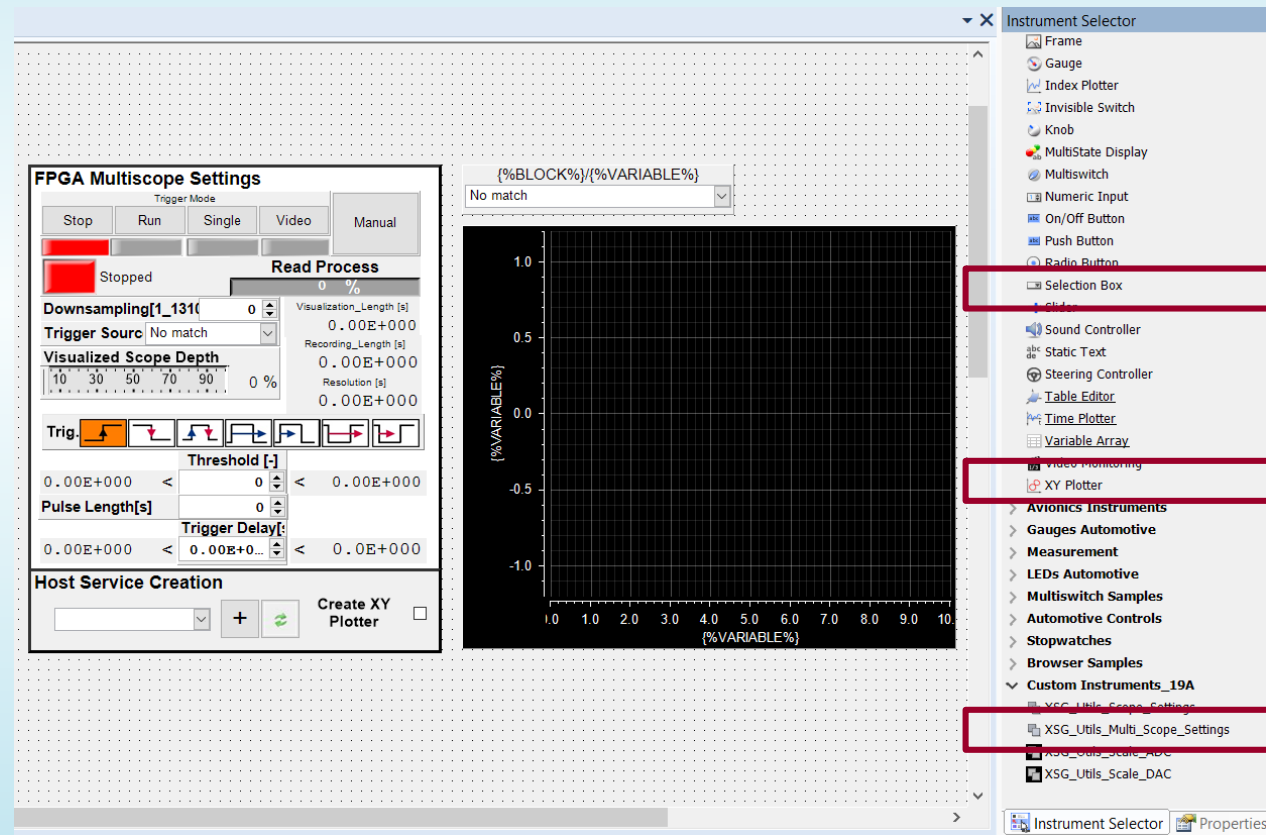 FPGA Multiscope Settings
Trigger Mode
Stop Run Single Video Manual
Stopped
Read Process
0 %
Downsampling[1_1310 0
Trigger Sourc No match
Visualized Scope Depth
10 30 50 70 90 0 %
Visualization_Length [s]
0.00E+000
Recording_Length [s]
0.00E+000
Resolution [s]
0.00E+000
Trig.
Threshold [-]
0.00E+000 < 0 < 0.00E+000
Pulse Length[s] 0
Trigger Delay[s
0.00E+000 < 0.00E+0... < 0.0E+000
Host Service Creation
+
Create XY
Plotter
{%BLOCK%}/{%VARIABLE%}
No match
1.0
0.5
0.0
-0.5
-1.0
{%VARIABLE%}
.0 1.0 2.0 3.0 4.0 5.0 6.0 7.0 8.0 9.0 10.
{%VARIABLE%}
Instrument Selector
Frame
Gauge
Index Plotter
Invisible Switch
Knob
MultiState Display
Multiswitch
Numeric Input
On/Off Button
Push Button
Radio Button
Selection Box
Slider
Sound Controller
Static Text
Steering Controller
Table Editor
Time Plotter
Variable Array
Video Monitoring
XY Plotter
Avionics Instruments
Gauges Automotive
Measurement
LEDs Automotive
Multiswitch Samples
Automotive Controls
Stopwatches
Browser Samples
Custom Instruments_19A
XSG_Utils_Scope_Settings
XSG_Utils_Multi_Scope_Settings
XSG_Utils_Scale_ADC
XSG_Utils_Scale_DAC
Instrument Selector Properties